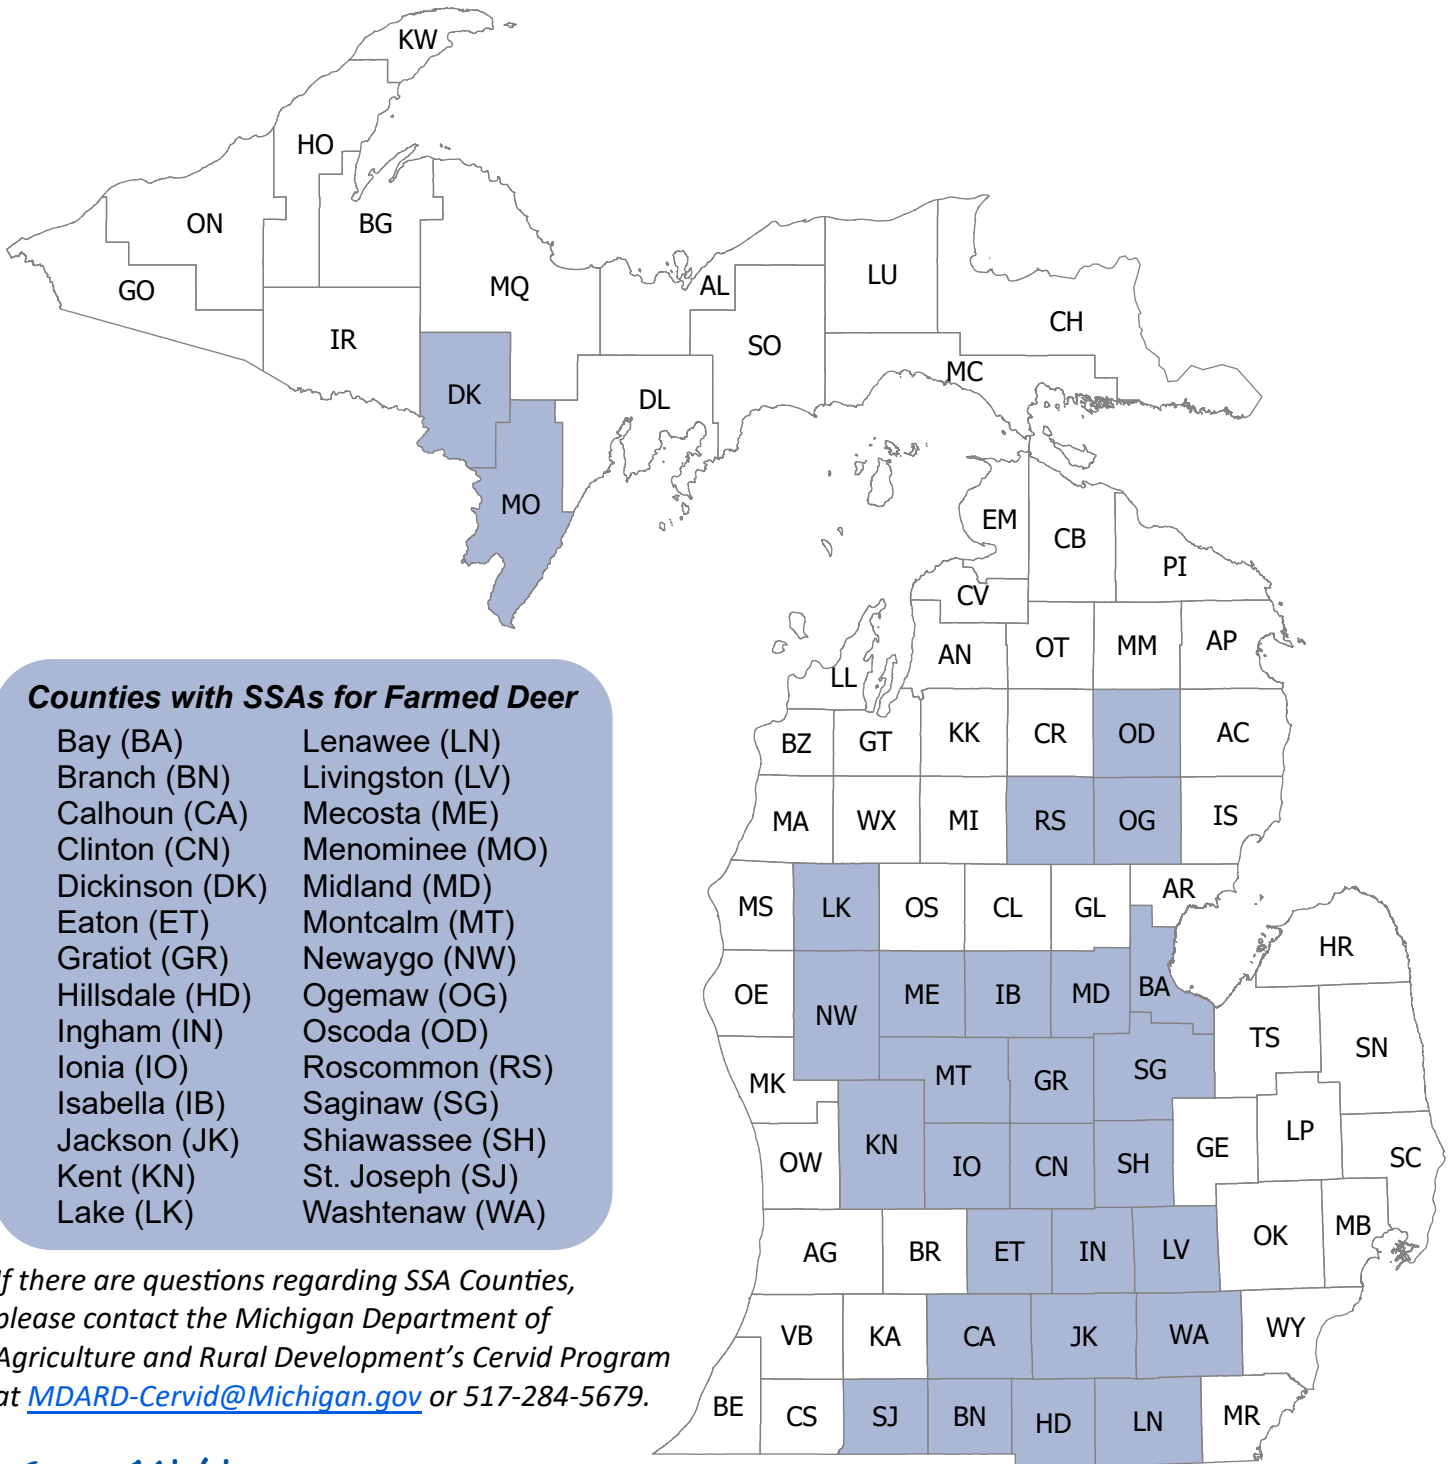 KW
HO
ON
BG
GO
MQ
AL
LU
IR
SO
CH
MC
DK
DL
MO
EM
CB
PI
CV
AN
OT
MM
AP
LL
BZ
GT
KK
CR
OD
AC
MA
WX
MI
RS
OG
IS
MS
LK
OS
CL
GL
AR
HR
OE
NW
ME
IB
MD
BA
TS
SN
MK
MT
GR
SG
OW
KN
IO
CN
SH
GE
LP
SC
AG
BR
ET
IN
LV
OK
MB
VB
KA
CA
JK
WA
WY
BE
CS
SJ
BN
HD
LN
MR
Counties with SSAs for Farmed Deer
Bay (BA)
Branch (BN)
Calhoun (CA)
Clinton (CN)
Dickinson (DK)
Eaton (ET)
Gratiot (GR)
Hillsdale (HD)
Ingham (IN)
Ionia (IO)
Isabella (IB)
Jackson (JK)
Kent (KN)
Lake (LK)
Lenawee (LN)
Livingston (LV)
Mecosta (ME)
Menominee (MO)
Midland (MD)
Montcalm (MT)
Newaygo (NW)
Ogemaw (OG)
Oscoda (OD)
Roscommon (RS)
Saginaw (SG)
Shiawassee (SH)
St. Joseph (SJ)
Washtenaw (WA)
If there are questions regarding SSA Counties,
please contact the Michigan Department of
Agriculture and Rural Development's Cervid Program
at MDARD-Cervid@Michigan.gov or 517-284-5679.